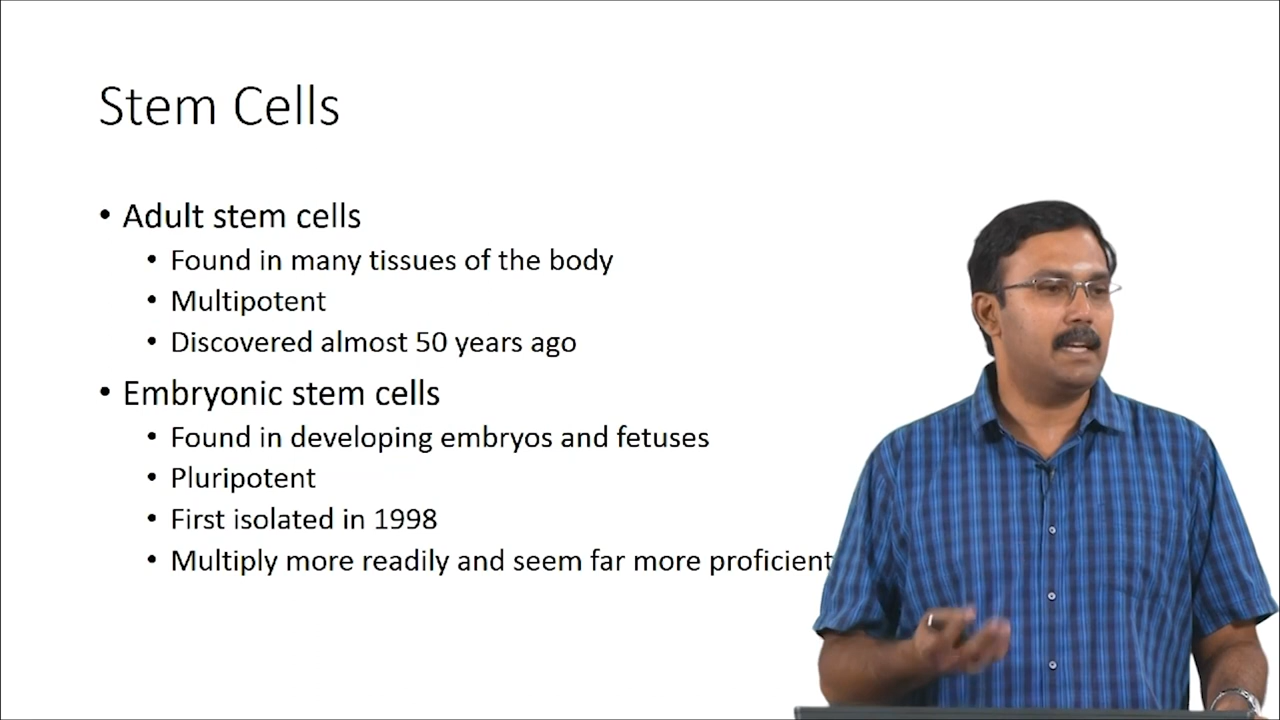 Stem Cells
• Adult stem cells
• Found in many tissues of the body
• Multipotent
• Discovered almost 50 years ago
• Embryonic stem cells
• Found in developing embryos and fetuses
• Pluripotent
• First isolated in 1998
• Multiply more readily and seem far more proficient